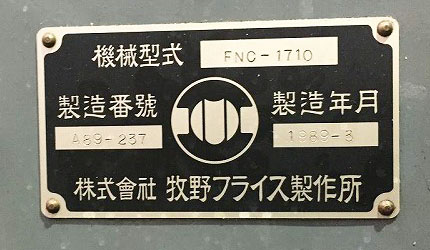 機械型式 FNC-1710
製造番號 製造年月
A89-237 1989-3
株式會社 牧野フライス製作所